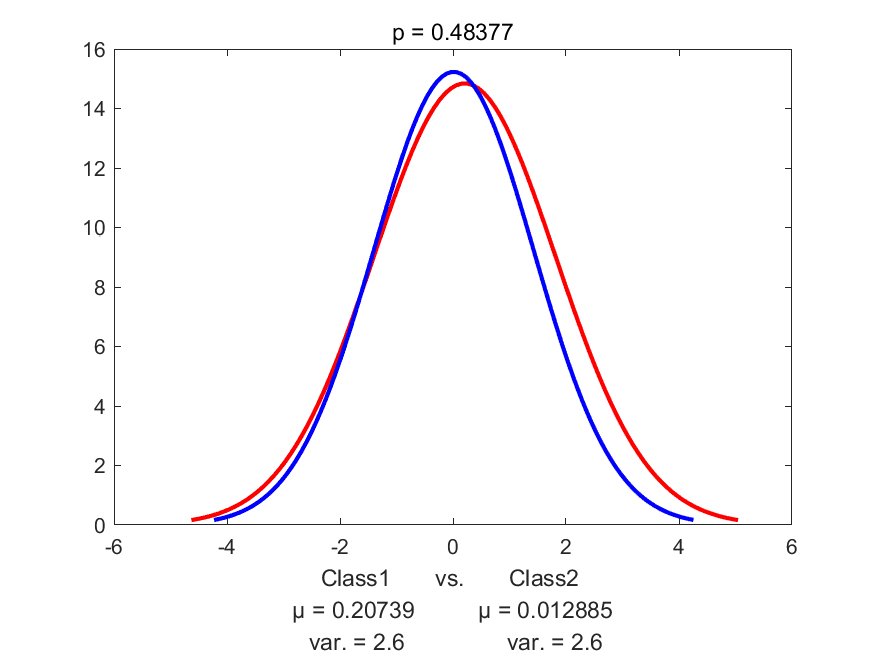 p = 0.48377
16
14
12
10
8
6
4
2
0
-6 -4 -2 0 2 4 6
Class1 vs. Class2
μ = 0.20739 μ = 0.012885
var. = 2.6 var. = 2.6